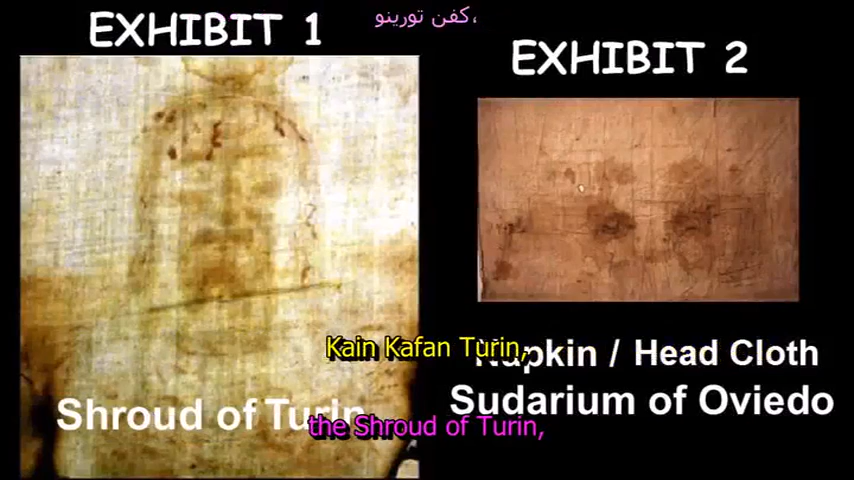 EXHIBIT 1
كفن تورينو،
EXHIBIT 2
Kain Kafan Turin,
Napkin / Head Cloth
Shroud of Turin
Sudarium of Oviedo
the Shroud of Turin,